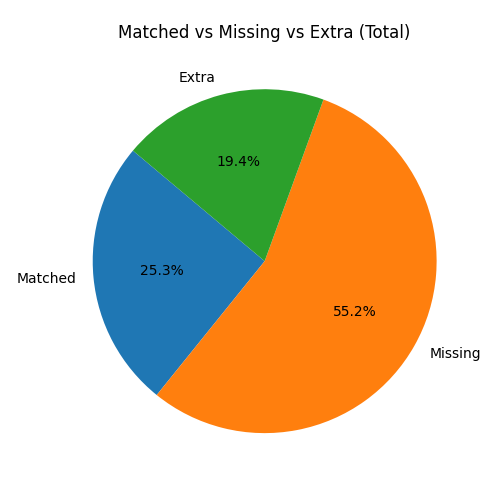 Matched vs Missing vs Extra (Total)
Extra
19.4%
Matched
25.3%
55.2%
Missing